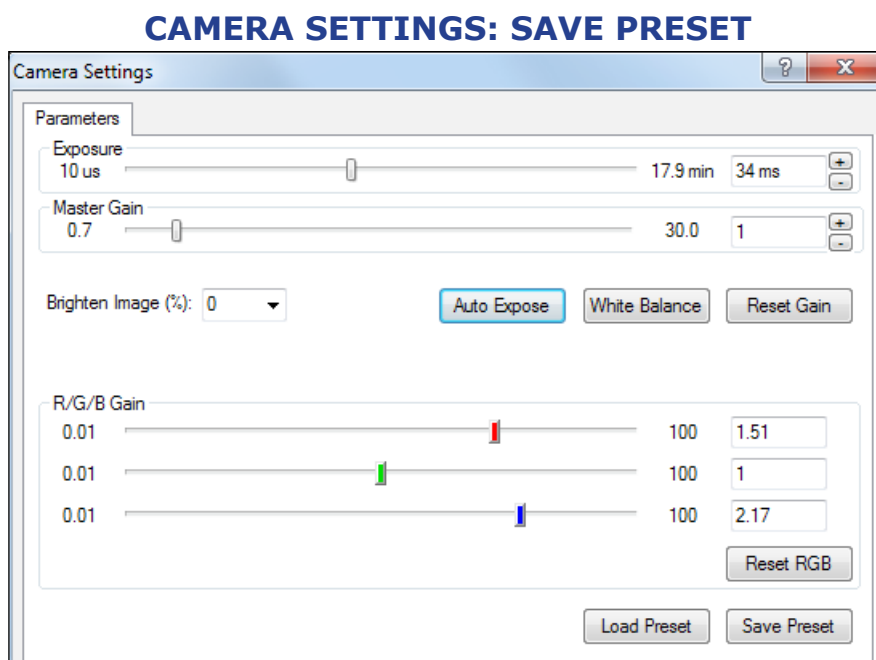 CAMERA SETTINGS: SAVE PRESET
Camera Settings
?
X
Parameters
Exposure
10 us 17.9 min 34 ms + -
Master Gain
0.7 30.0 1 + -
Brighten Image (%): 0 Auto Expose White Balance Reset Gain
R/G/B Gain
0.01 100 1.51
0.01 100 1
0.01 100 2.17
Reset RGB
Load Preset Save Preset